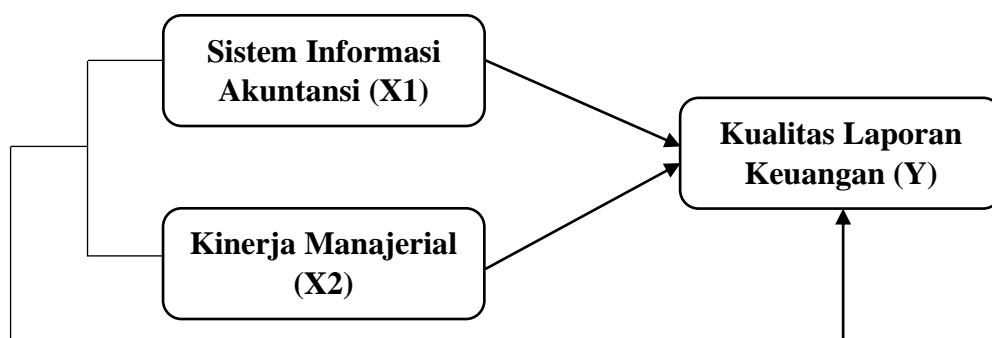 Sistem Informasi
Akuntansi (X1)
Kualitas Laporan
Keuangan (Y)
Kinerja Manajerial
(X2)